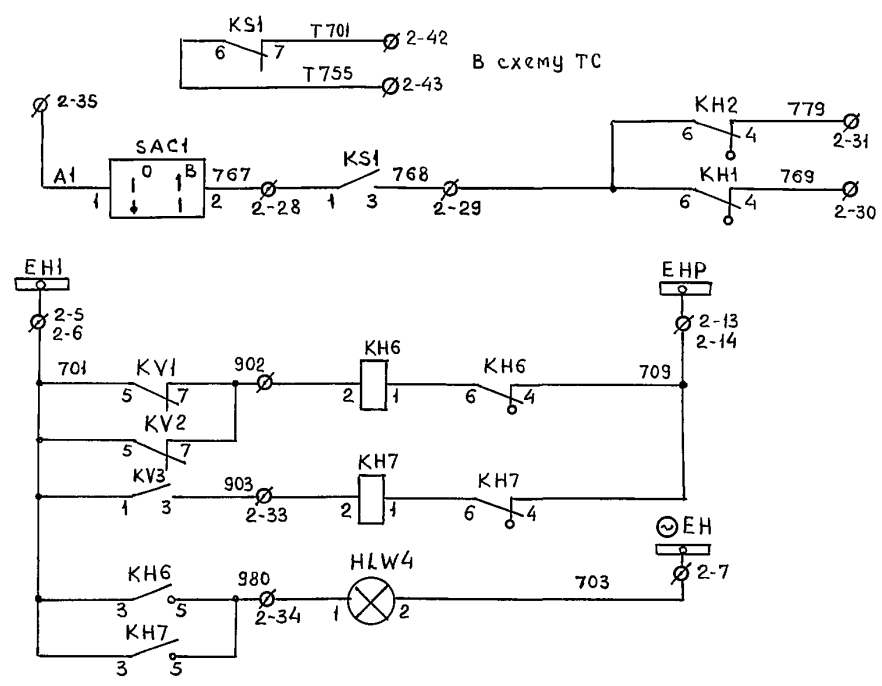 KS1
6 7 T701 2-42
T755 2-43
В схему ТС
2-35
SAC1
O B
A1 1 2 767 2-28
KS1
1 3 768 2-29
KH2
6 4 779 2-31
KH1
6 4 769 2-30
EH1
2-5
2-6
EHP
2-13
2-14
701 KV1 902 KH6 KH6 709
5 7 2 1 6 4
KV2
5 7
KV3 903 KH7 KH7
1 3 2-33 2 1 6 4
EH
2-7
KH6 980 HLW4 703
3 5 2-34 1 2
KH7
3 5